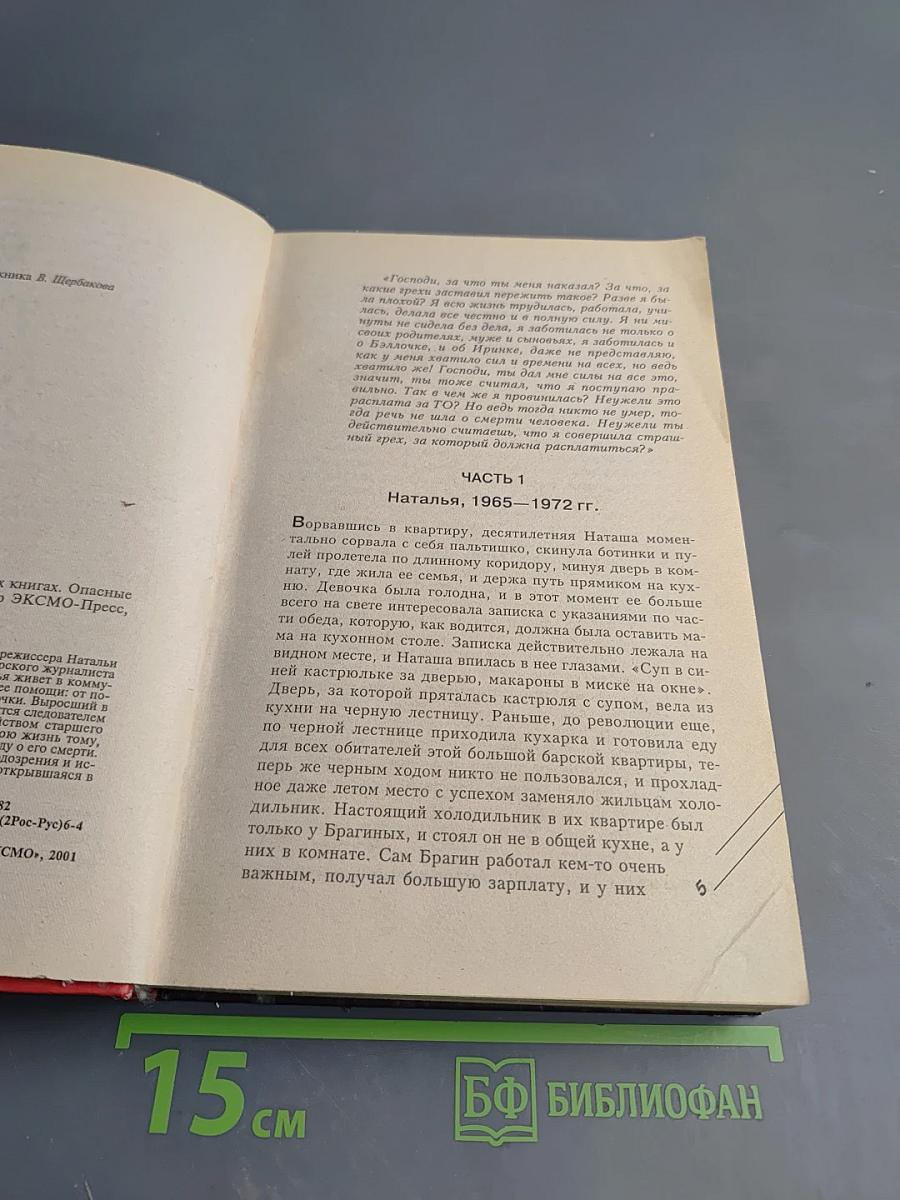 жника В. Щербакова
х книгах. Опасные
о ЭКСМО-Пресс,
режиссера Натальи
рского журналиста
ья живет в комму-
ее помощи: от по-
очки. Выросший в
тся следователем
йством старшего
ою жизнь тому,
ду о его смерти.
дозрения и ис-
открывшаяся в
82
(2Рос-Рус)6-4
КСМО», 2001
«Господи, за что ты меня наказал? За что, за
какие грехи заставил пережить такое? Разве я бы-
ла плохой? Я всю жизнь трудилась, работала, учи-
лась, делала все честно и в полную силу. Я ни ми-
нуты не сидела без дела, я заботилась не только о
своих родителях, муже и сыновьях, я заботилась и
о Бэллочке, и об Иринке, даже не представляю,
как у меня хватило сил и времени на всех, но ведь
хватило же! Господи, ты дал мне силы на все это,
значит, ты тоже считал, что я поступаю пра-
вильно. Так в чем же я провинилась? Неужели это
расплата за ТО? Но ведь тогда никто не умер, то-
гда речь не шла о смерти человека. Неужели ты
действительно считаешь, что я совершила страш-
ный грех, за который должна расплатиться?»
ЧАСТЬ 1
Наталья, 1965—1972 гг.
Ворвавшись в квартиру, десятилетняя Наташа момен-
тально сорвала с себя пальтишко, скинула ботинки и пу-
лей пролетела по длинному коридору, минуя дверь в ком-
нату, где жила ее семья, и держа путь прямиком на кух-
ню. Девочка была голодна, и в этот момент ее больше
всего на свете интересовала записка с указаниями по час-
ти обеда, которую, как водится, должна была оставить ма-
ма на кухонном столе. Записка действительно лежала на
видном месте, и Наташа впилась в нее глазами. «Суп в си-
ней кастрюльке за дверью, макароны в миске на окне».
Дверь, за которой пряталась кастрюля с супом, вела из
кухни на черную лестницу. Раньше, до революции еще,
по черной лестнице приходила кухарка и готовила еду
для всех обитателей этой большой барской квартиры, те-
перь же черным ходом никто не пользовался, и прохлад-
ное даже летом место с успехом заменяло жильцам холо-
дильник. Настоящий холодильник в их квартире был
только у Брагиных, и стоял он не в общей кухне, а у
них в комнате. Сам Брагин работал кем-то очень
важным, получал большую зарплату, и у них
5
15 см
БФ БИБЛИОФАН